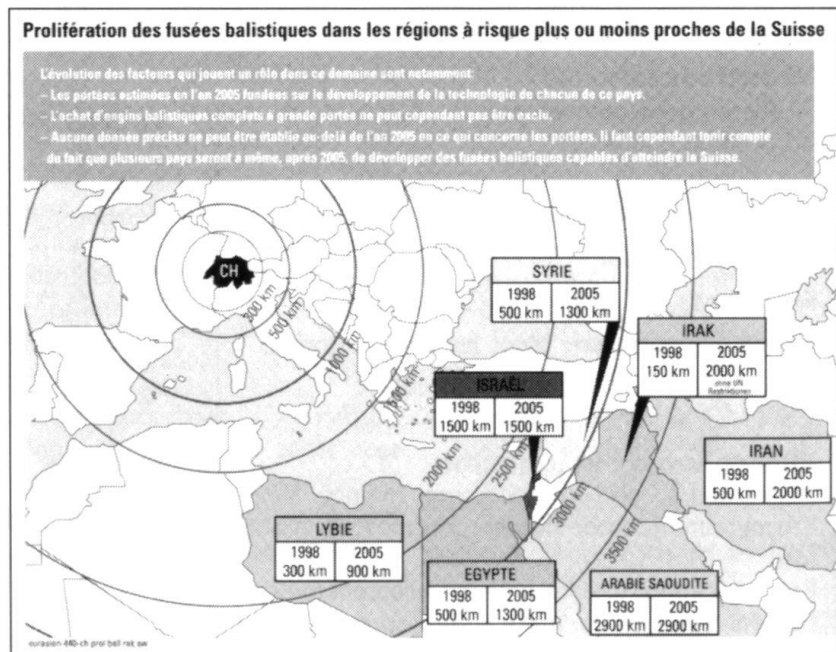 Prolifération des fusées balistiques dans les régions à risque plus ou moins proches de la Suisse
L'évolution des facteurs qui jouent un rôle dans ce domaine sont notamment:
– Les portées estimées en l'an 2005 fondées sur le développement de la technologie de chacun de ce pays.
– L'achat d'engins balistiques complets à grande portée ne peut cependant pas être exclu.
– Aucune donnée précise ne peut être établie au-delà de l'an 2005 en ce qui concerne les portées. Il faut cependant tenir compte
du fait que plusieurs pays seront à même, après 2005, de développer des fusées balistiques capables d'atteindre la Suisse.
CH
300 km
500 km
1000 km
1500 km
2000 km
2500 km
3000 km
3500 km
SYRIE
1998 2005
500 km 1300 km
IRAK
1998 2005
150 km 2000 km
ohne UN
Restriktionen
ISRAËL
1998 2005
1500 km 1500 km
IRAN
1998 2005
500 km 2000 km
LYBIE
1998 2005
300 km 900 km
EGYPTE
1998 2005
500 km 1300 km
ARABIE SAOUDITE
1998 2005
2900 km 2900 km